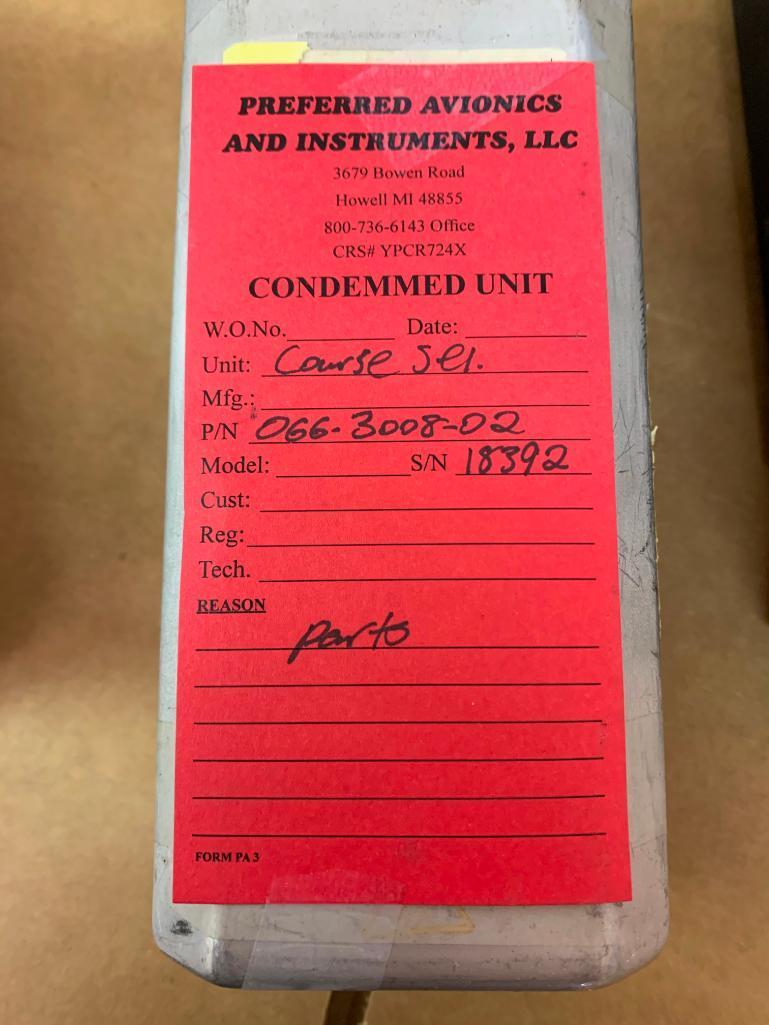 PREFERRED AVIONICS
AND INSTRUMENTS, LLC
3679 Bowen Road
Howell MI 48855
800-736-6143 Office
CRS# YPCR724X
CONDEMMED UNIT
W.O.No. Date:
Unit: Course Sel.
Mfg.:
P/N 066-3008-02
Model: S/N 18392
Cust:
Reg:
Tech.
REASON
parts
FORM PA 3